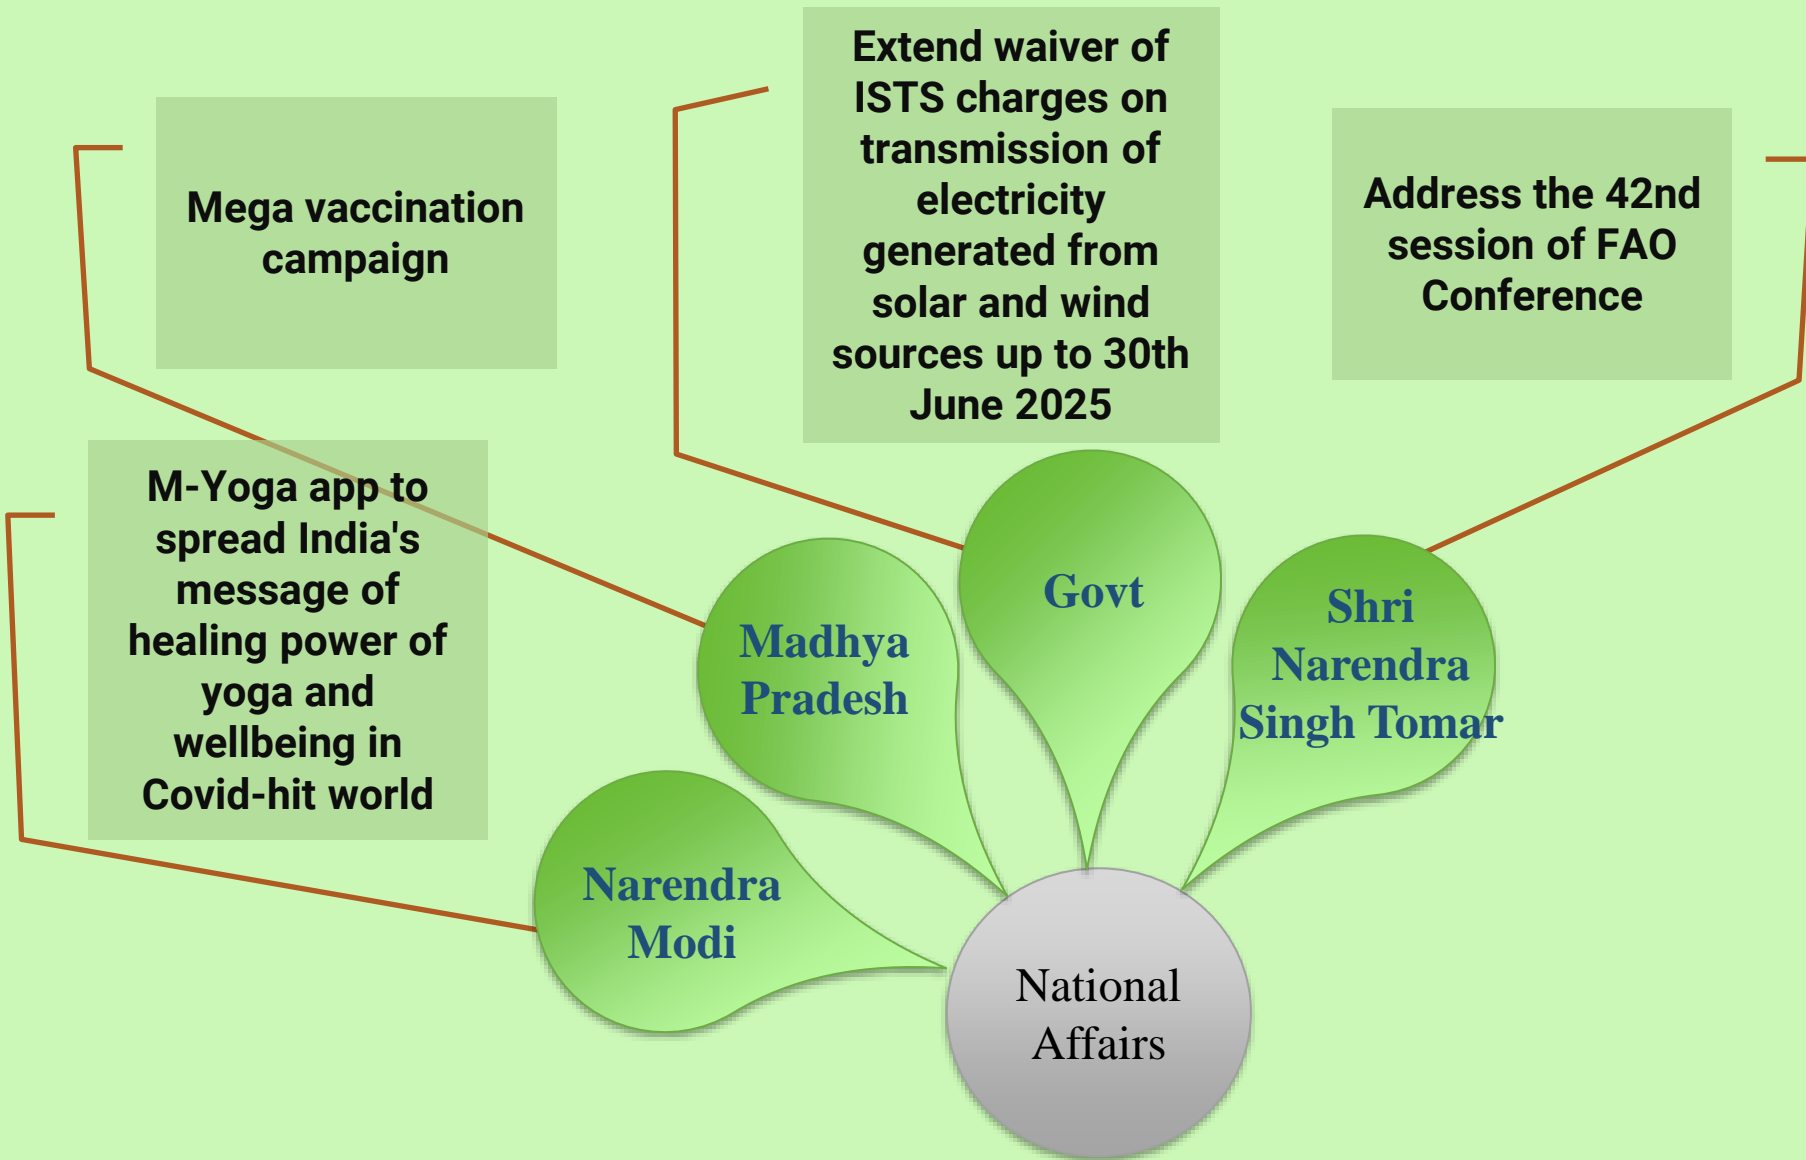 Extend waiver of
ISTS charges on
transmission of
electricity
generated from
solar and wind
sources up to 30th
June 2025
Mega vaccination
campaign
Address the 42nd
session of FAO
Conference
M-Yoga app to
spread India's
message of
healing power of
yoga and
wellbeing in
Covid-hit world
Govt
Madhya
Pradesh
Shri
Narendra
Singh Tomar
Narendra
Modi
National
Affairs